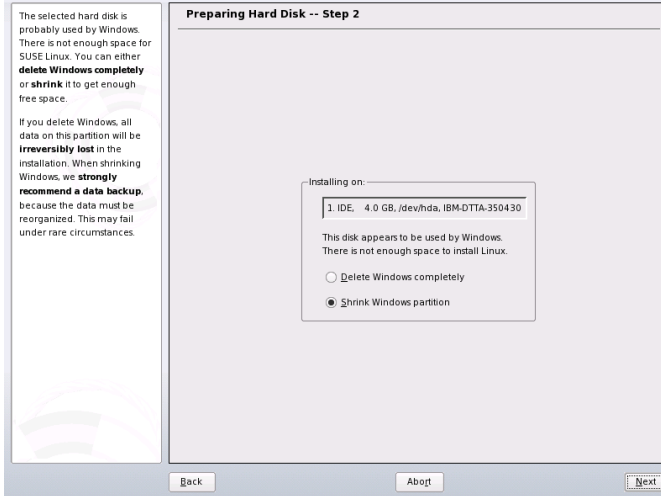 The selected hard disk is
probably used by Windows.
There is not enough space for
SUSE Linux. You can either
delete Windows completely
or shrink it to get enough
free space.
If you delete Windows, all
data on this partition will be
irreversibly lost in the
installation. When shrinking
Windows, we strongly
recommend a data backup,
because the data must be
reorganized. This may fail
under rare circumstances.
Preparing Hard Disk -- Step 2
Installing on:
1. IDE, 4.0 GB, /dev/hda, IBM-DTTA-350430
This disk appears to be used by Windows.
There is not enough space to install Linux.
Delete Windows completely
Shrink Windows partition
Back
Abort
Next